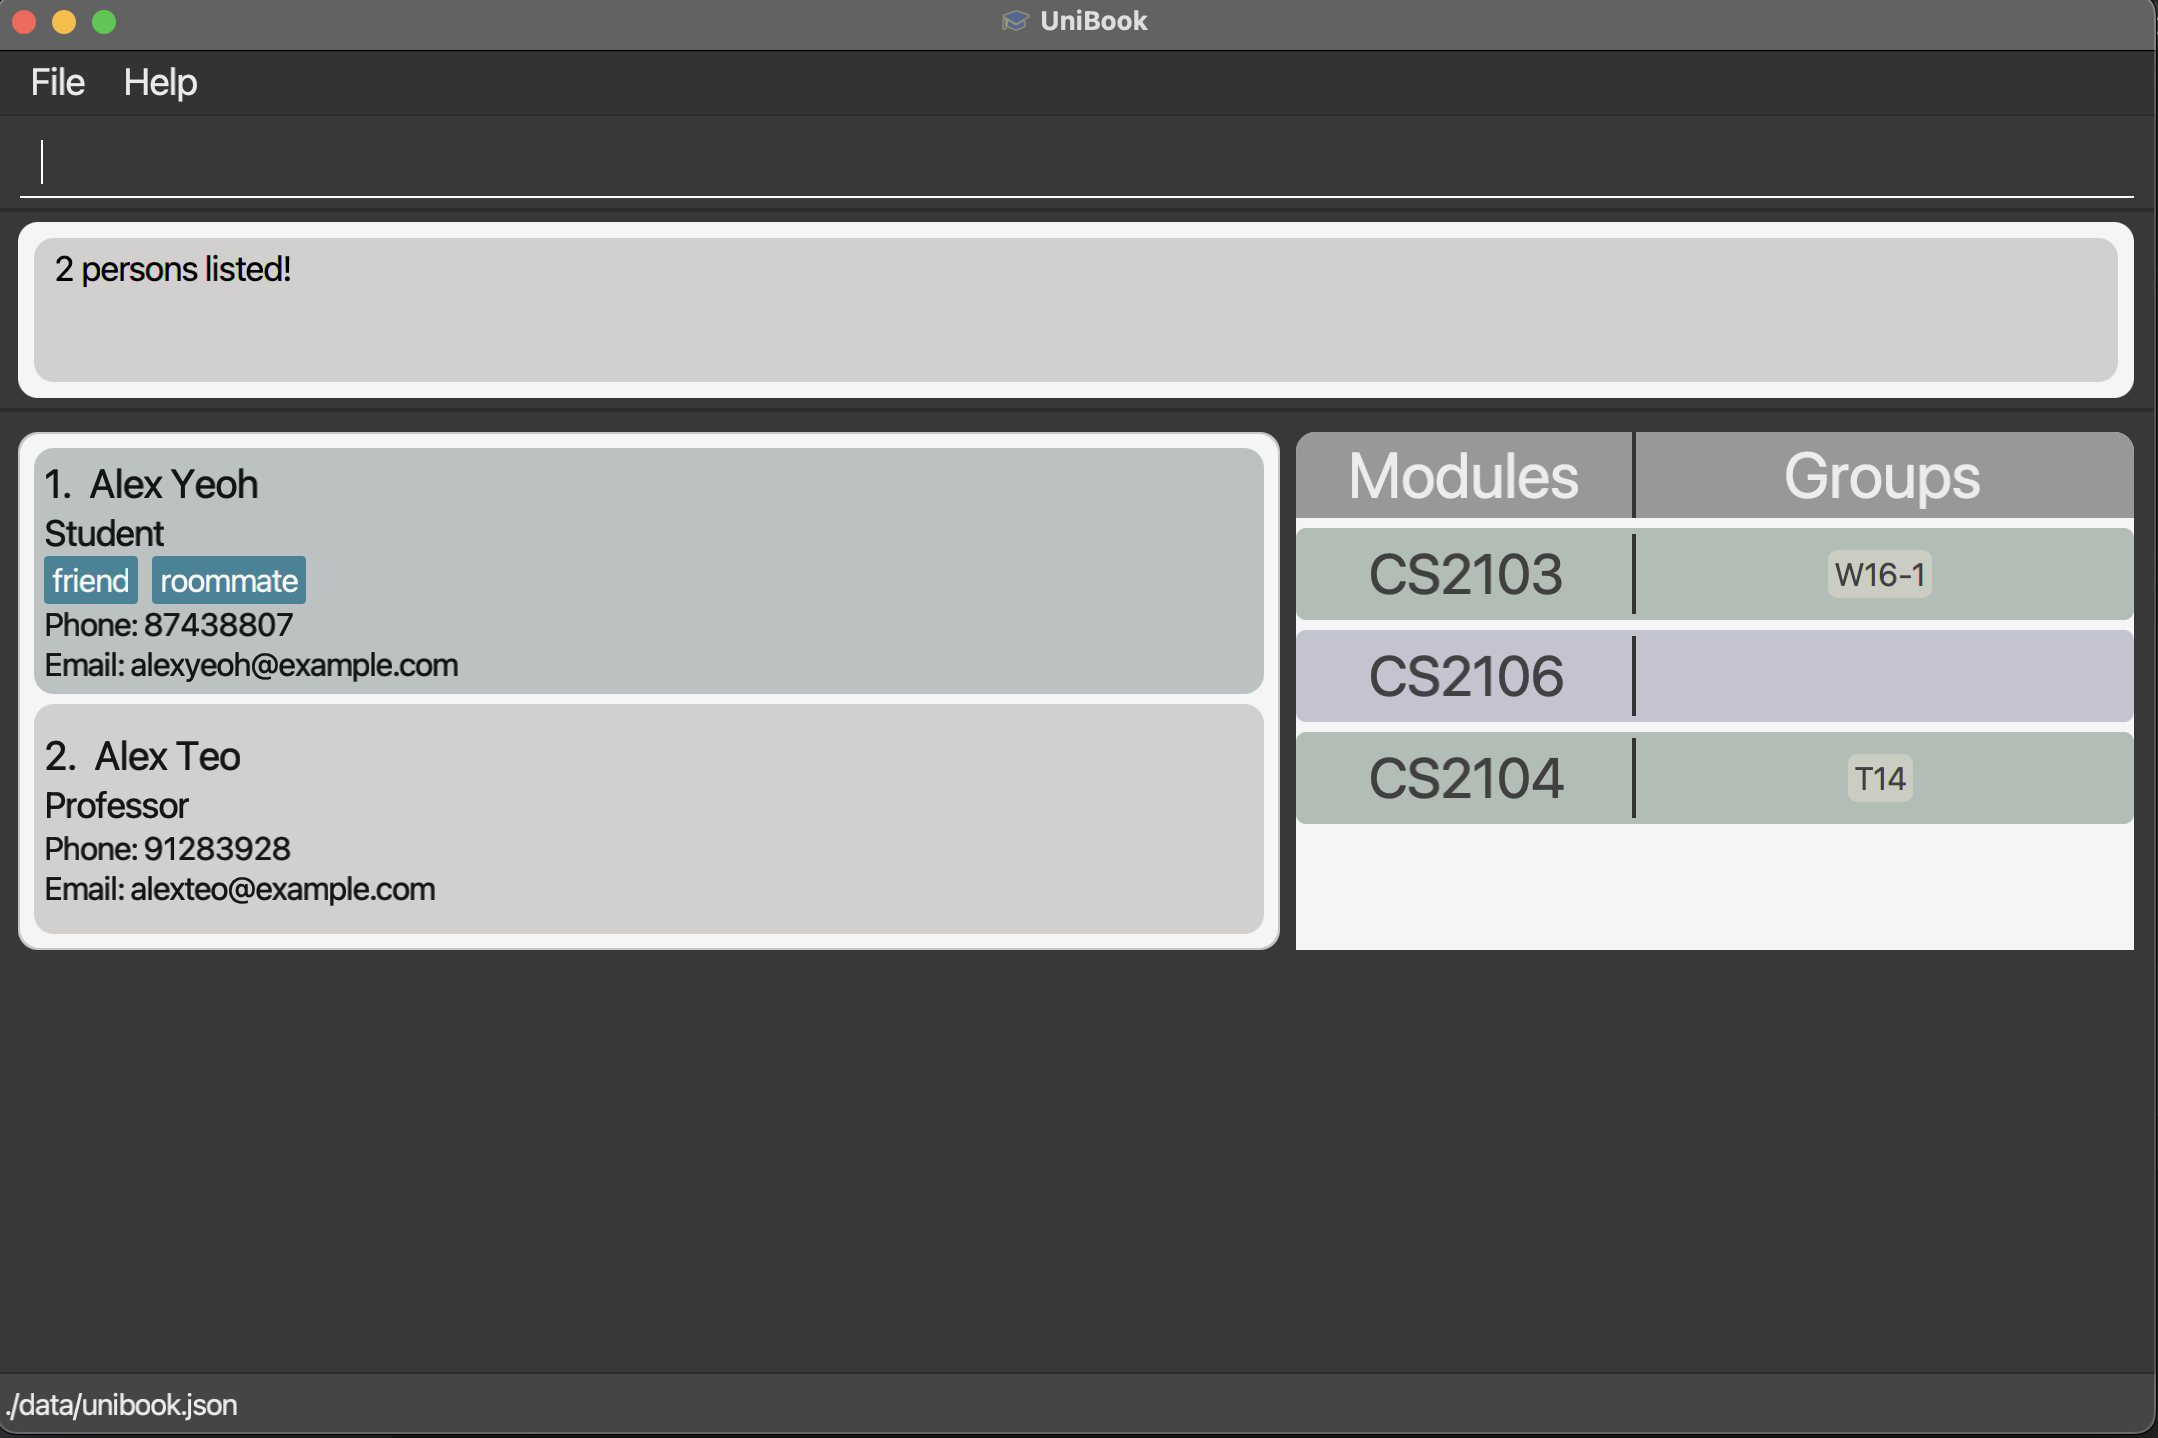 UniBook
File Help
2 persons listed!
1. Alex Yeoh
Student
friend roommate
Phone: 87438807
Email: alexyeoh@example.com
2. Alex Teo
Professor
Phone: 91283928
Email: alexteo@example.com
Modules Groups
CS2103 W16-1
CS2106
CS2104 T14
./data/unibook.json